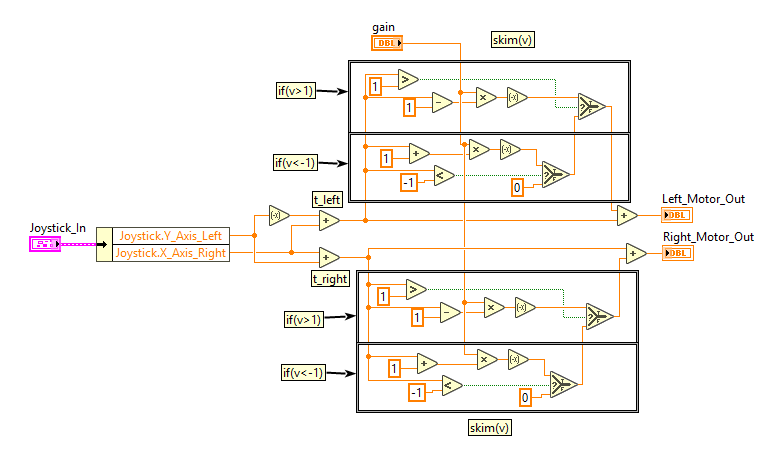 gain
DBL
skim(v)
if(v>1)
>
1
1
-
×
(-x)
?
T
F
if(v<-1)
1
+
×
(-x)
-1
<
0
?
T
F
t_left
Joystick_In
(-x)
+
Joystick.Y_Axis_Left
Joystick.X_Axis_Right
+
t_right
+
Left_Motor_Out
DBL
+
Right_Motor_Out
DBL
if(v>1)
>
1
1
-
×
(-x)
?
T
F
if(v<-1)
1
+
×
(-x)
-1
<
0
?
T
F
skim(v)